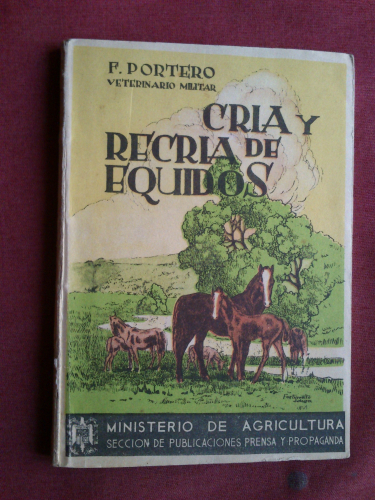 F. PORTERO
VETERINARIO MILITAR
CRIA Y
RECRIA DE
EQUIDOS
MINISTERIO DE AGRICULTURA
SECCION DE PUBLICACIONES PRENSA Y PROPAGANDA